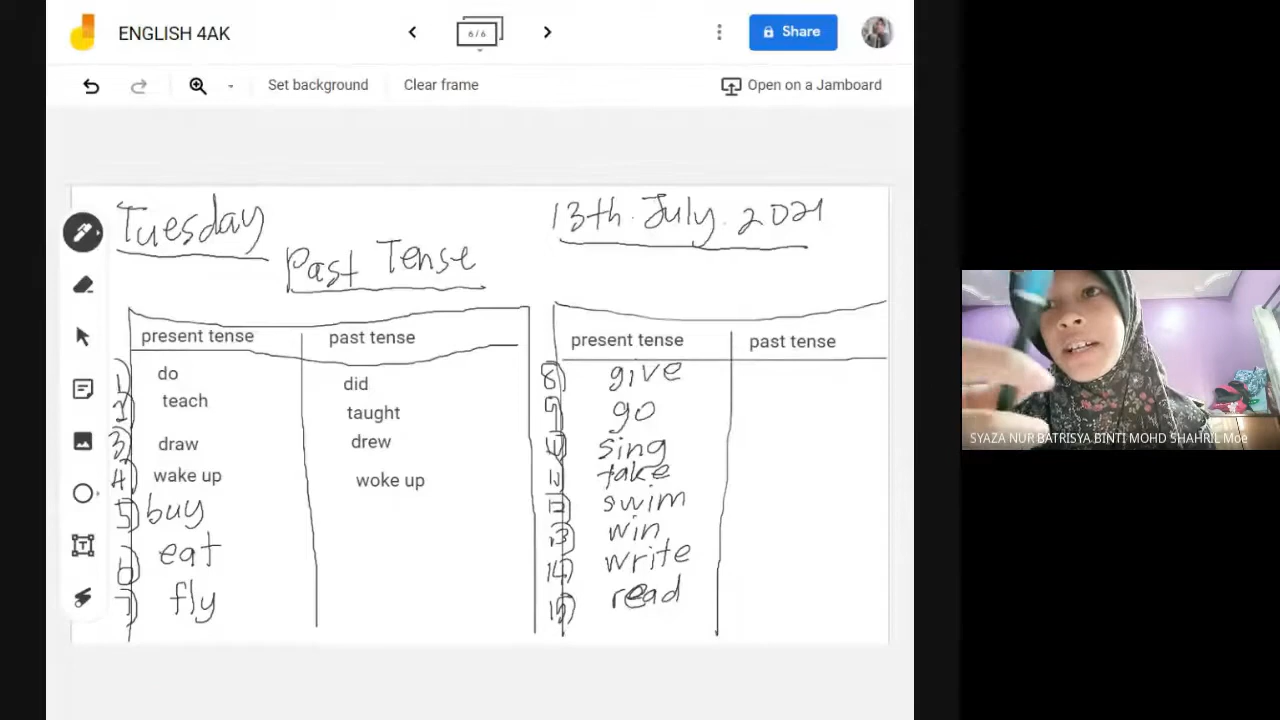 ENGLISH 4AK
6/6
Share
Set background
Clear frame
Open on a Jamboard
Tuesday
13th July 2021
Past Tense
present tense
past tense
1) do
did
2) teach
taught
3) draw
drew
4) wake up
woke up
5) buy
6) eat
7) fly
present tense
past tense
8) give
9) go
10) sing
take
12) swim
13) win
14) write
15) read
SYAZA NUR BATRISYA BINTI MOHD SHAHRIL Moe